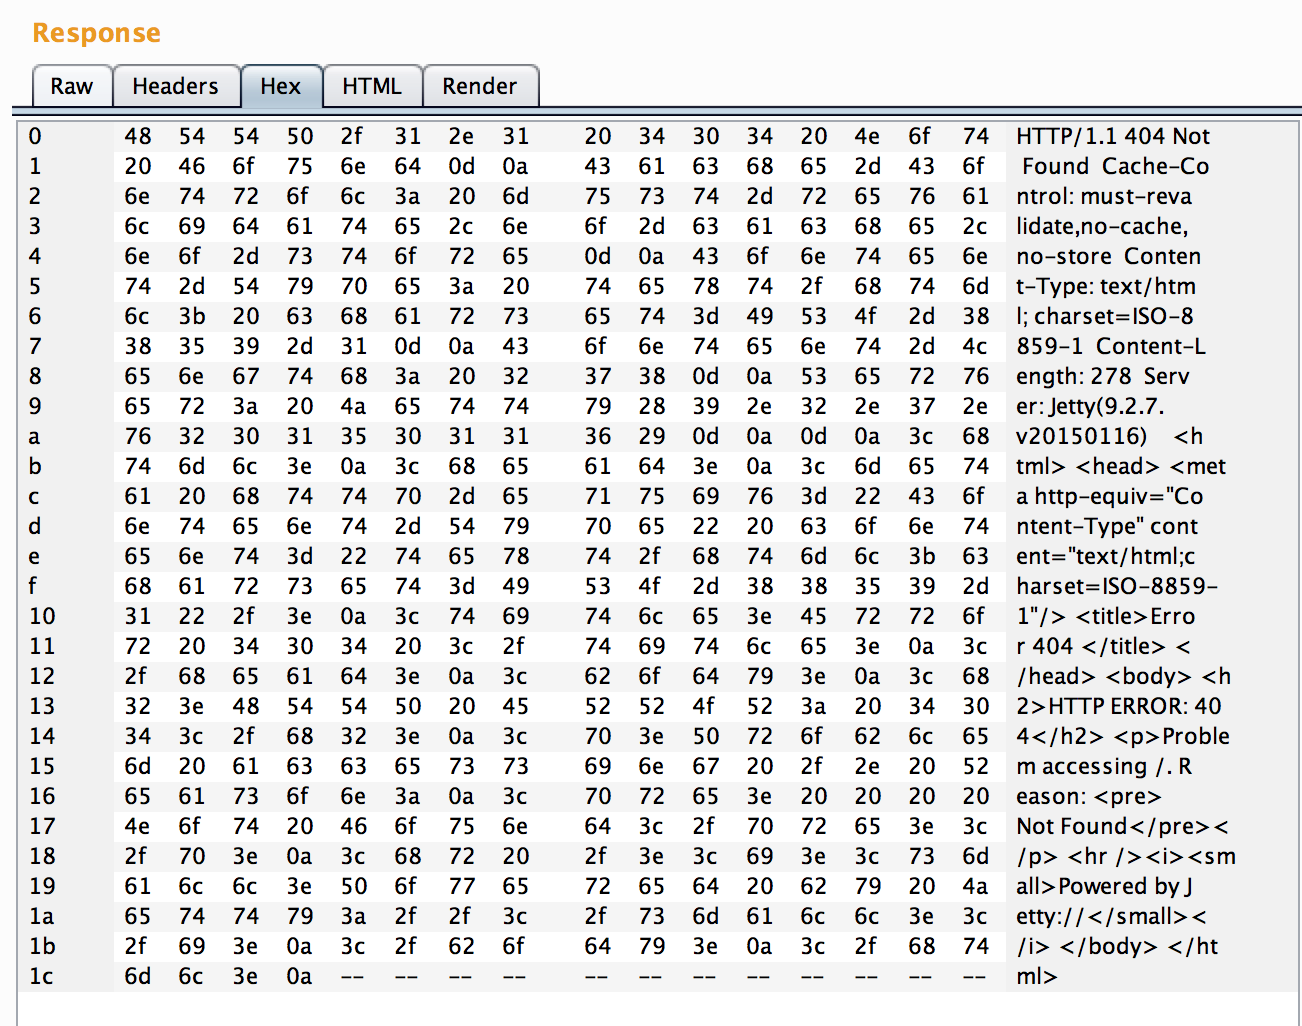 Response
Raw Headers Hex HTML Render
0 48 54 54 50 2f 31 2e 31 20 34 30 34 20 4e 6f 74 HTTP/1.1 404 Not
1 20 46 6f 75 6e 64 0d 0a 43 61 63 68 65 2d 43 6f Found Cache-Co
2 6e 74 72 6f 6c 3a 20 6d 75 73 74 2d 72 65 76 61 ntrol: must-reva
3 6c 69 64 61 74 65 2c 6e 6f 2d 63 61 63 68 65 2c lidate,no-cache,
4 6e 6f 2d 73 74 6f 72 65 0d 0a 43 6f 6e 74 65 6e no-store Conten
5 74 2d 54 79 70 65 3a 20 74 65 78 74 2f 68 74 6d t-Type: text/htm
6 6c 3b 20 63 68 61 72 73 65 74 3d 49 53 4f 2d 38 l; charset=ISO-8
7 38 35 39 2d 31 0d 0a 43 6f 6e 74 65 6e 74 2d 4c 859-1 Content-L
8 65 6e 67 74 68 3a 20 32 37 38 0d 0a 53 65 72 76 ength: 278 Serv
9 65 72 3a 20 4a 65 74 74 79 28 39 2e 32 2e 37 2e er: Jetty(9.2.7.
a 76 32 30 31 35 30 31 31 36 29 0d 0a 0d 0a 3c 68 v20150116) <h
b 74 6d 6c 3e 0a 3c 68 65 61 64 3e 0a 3c 6d 65 74 tml> <head> <met
c 61 20 68 74 74 70 2d 65 71 75 69 76 3d 22 43 6f a http-equiv="Co
d 6e 74 65 6e 74 2d 54 79 70 65 22 20 63 6f 6e 74 ntent-Type" cont
e 65 6e 74 3d 22 74 65 78 74 2f 68 74 6d 6c 3b 63 ent="text/html;c
f 68 61 72 73 65 74 3d 49 53 4f 2d 38 38 35 39 2d harset=ISO-8859-
10 31 22 2f 3e 0a 3c 74 69 74 6c 65 3e 45 72 72 6f 1"/> <title>Erro
11 72 20 34 30 34 20 3c 2f 74 69 74 6c 65 3e 0a 3c r 404 </title> <
12 2f 68 65 61 64 3e 0a 3c 62 6f 64 79 3e 0a 3c 68 /head> <body> <h
13 32 3e 48 54 54 50 20 45 52 52 4f 52 3a 20 34 30 2>HTTP ERROR: 40
14 34 3c 2f 68 32 3e 0a 3c 70 3e 50 72 6f 62 6c 65 4</h2> <p>Proble
15 6d 20 61 63 63 65 73 73 69 6e 67 20 2f 2e 20 52 m accessing /. R
16 65 61 73 6f 6e 3a 0a 3c 70 72 65 3e 20 20 20 20 eason: <pre>
17 4e 6f 74 20 46 6f 75 6e 64 3c 2f 70 72 65 3e 3c Not Found</pre><
18 2f 70 3e 0a 3c 68 72 20 2f 3e 3c 69 3e 3c 73 6d /p> <hr /><i><sm
19 61 6c 6c 3e 50 6f 77 65 72 65 64 20 62 79 20 4a all>Powered by J
1a 65 74 74 79 3a 2f 2f 3c 2f 73 6d 61 6c 6c 3e 3c etty://</small><
1b 2f 69 3e 0a 3c 2f 62 6f 64 79 3e 0a 3c 2f 68 74 /i> </body> </ht
1c 6d 6c 3e 0a -- -- -- -- -- -- -- -- -- -- -- -- ml>